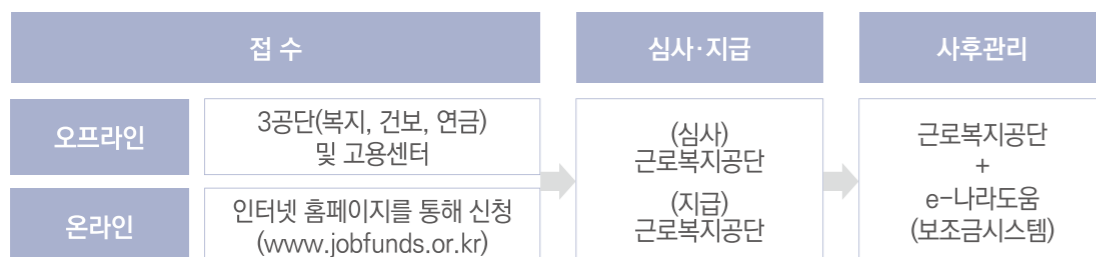 접 수
심사·지급
사후관리
오프라인
3공단(복지, 건보, 연금)
및 고용센터
온라인
인터넷 홈페이지를 통해 신청
(www.jobfunds.or.kr)
(심사)
근로복지공단
(지급)
근로복지공단
근로복지공단
+
e-나라도움
(보조금시스템)